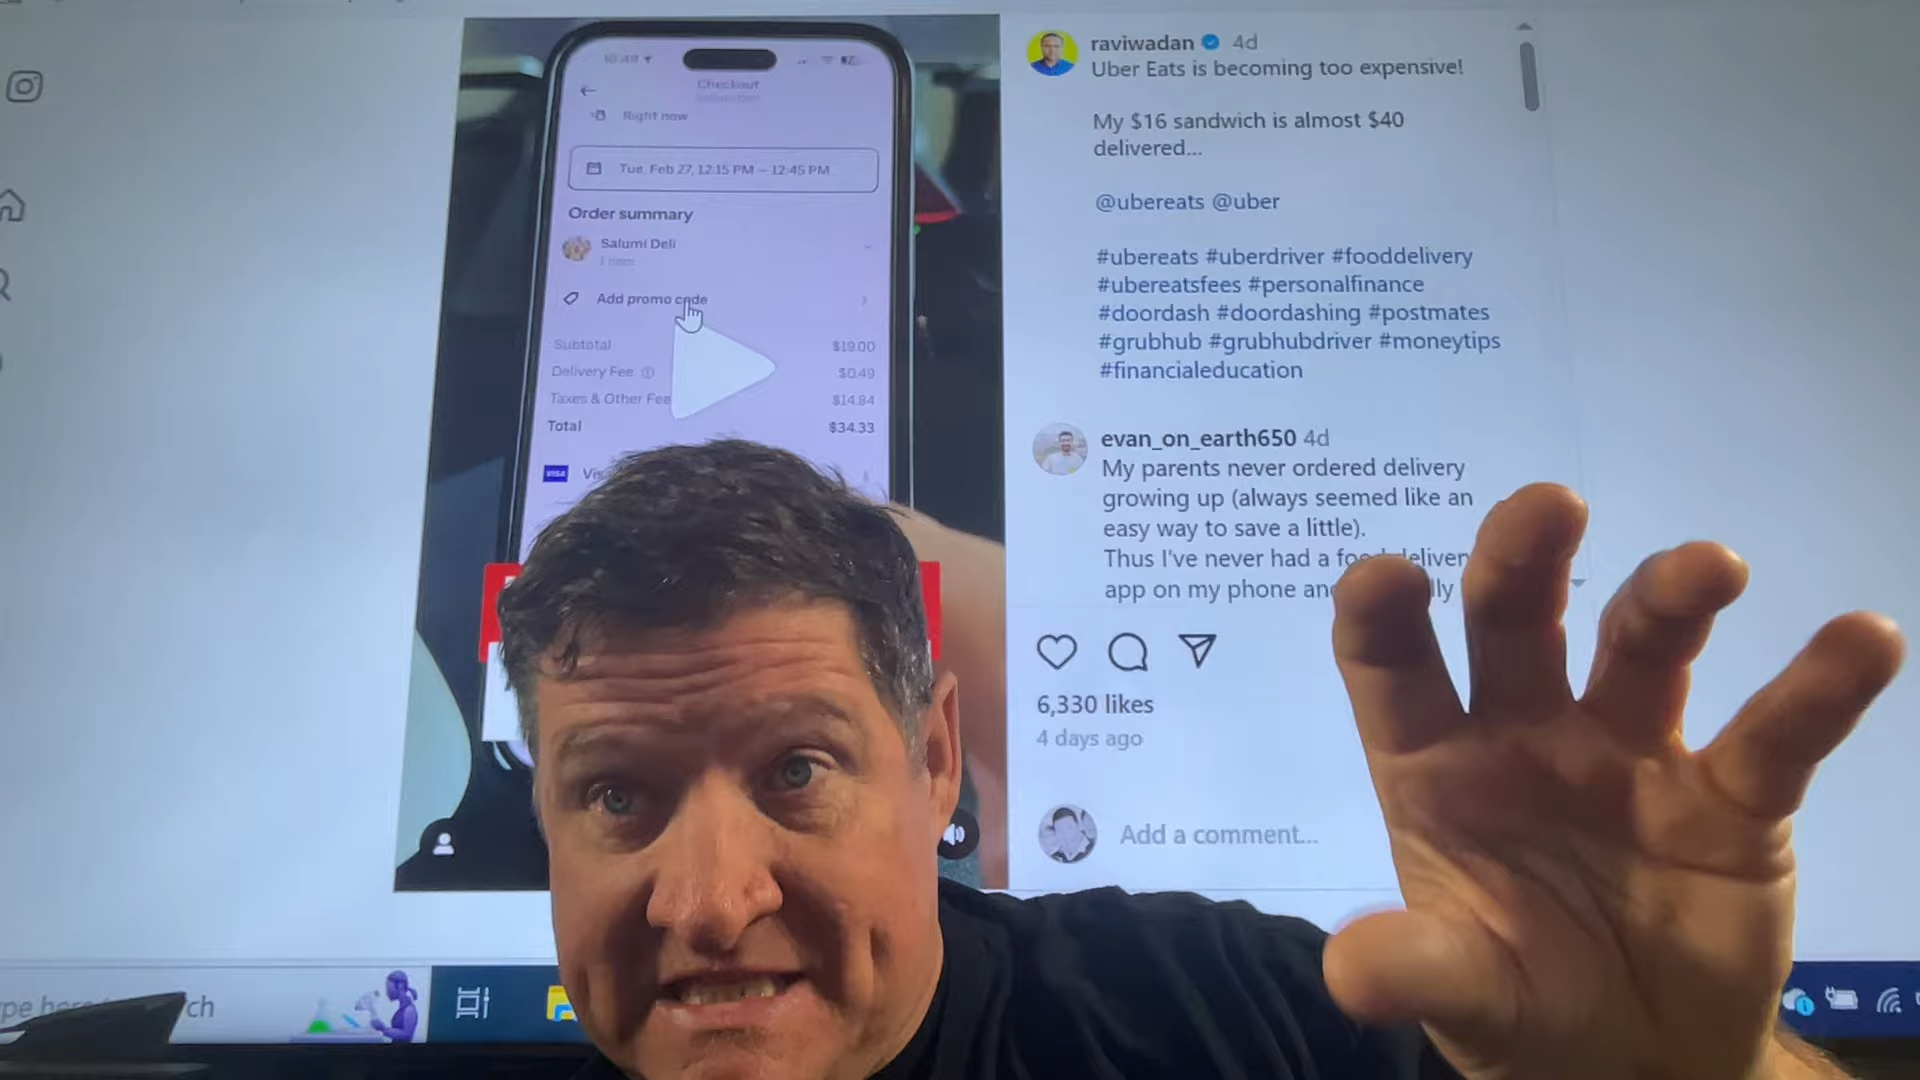 Checkout
Right now
Tue, Feb 27, 12:15 PM – 12:45 PM
Order summary
Salumi Deli
Add promo code
Subtotal $19.00
Delivery Fee $0.49
Taxes & Other Fee $14.84
Total $34.33
VISA
raviwadan 4d
Uber Eats is becoming too expensive!
My $16 sandwich is almost $40
delivered...
@ubereats @uber
#ubereats #uberdriver #fooddelivery
#ubereatsfees #personalfinance
#doordash #doordashing #postmates
#grubhub #grubhubdriver #moneytips
#financialeducation
evan_on_earth650 4d
My parents never ordered delivery
growing up (always seemed like an
easy way to save a little).
Thus I've never had a
app on my phone
6,330 likes
4 days ago
Add a comment...